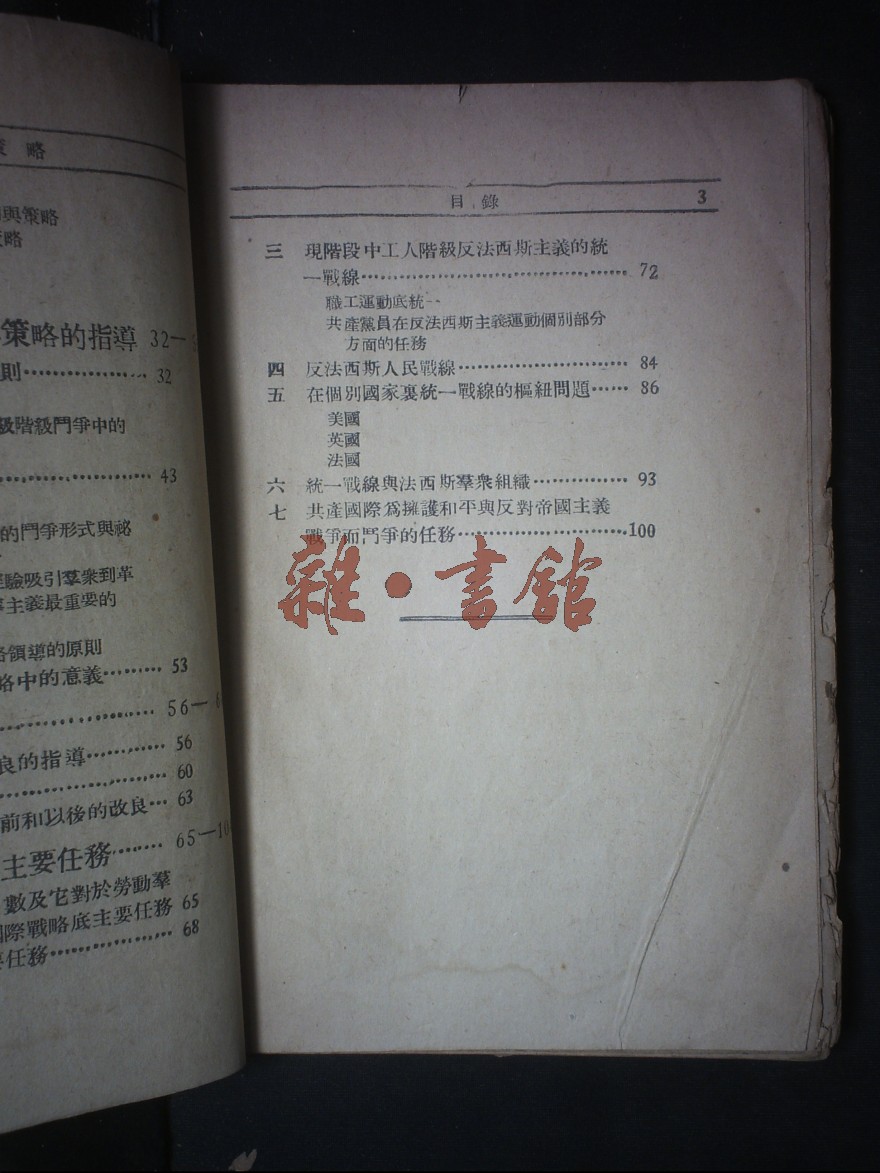 略
與策略
略
策略的指導 32—
則…………… 32
級階級鬥爭中的
…………… 43
的鬥爭形式與祕
驗吸引羣衆到革
主義最重要的
領導的原則
略中的意義……… 53
…………… 56—6
良的指導………… 56
…………… 60
前和以後的改良… 63
主要任務……… 65—10
數及它對於勞動羣
際戰略底主要任務 65
任務…………… 68
目錄 3
三 現階段中工人階級反法西斯主義的統
一戰線…………………………… 72
職工運動底統一
共產黨員在反法西斯主義運動個別部分
方面的任務
四 反法西斯人民戰線………………… 84
五 在個別國家裏統一戰線的樞紐問題…… 86
美國
英國
法國
六 統一戰線與法西斯羣衆組織…………… 93
七 共產國際爲擁護和平與反對帝國主義
戰爭而鬥爭的任務…………………100
雜·書館